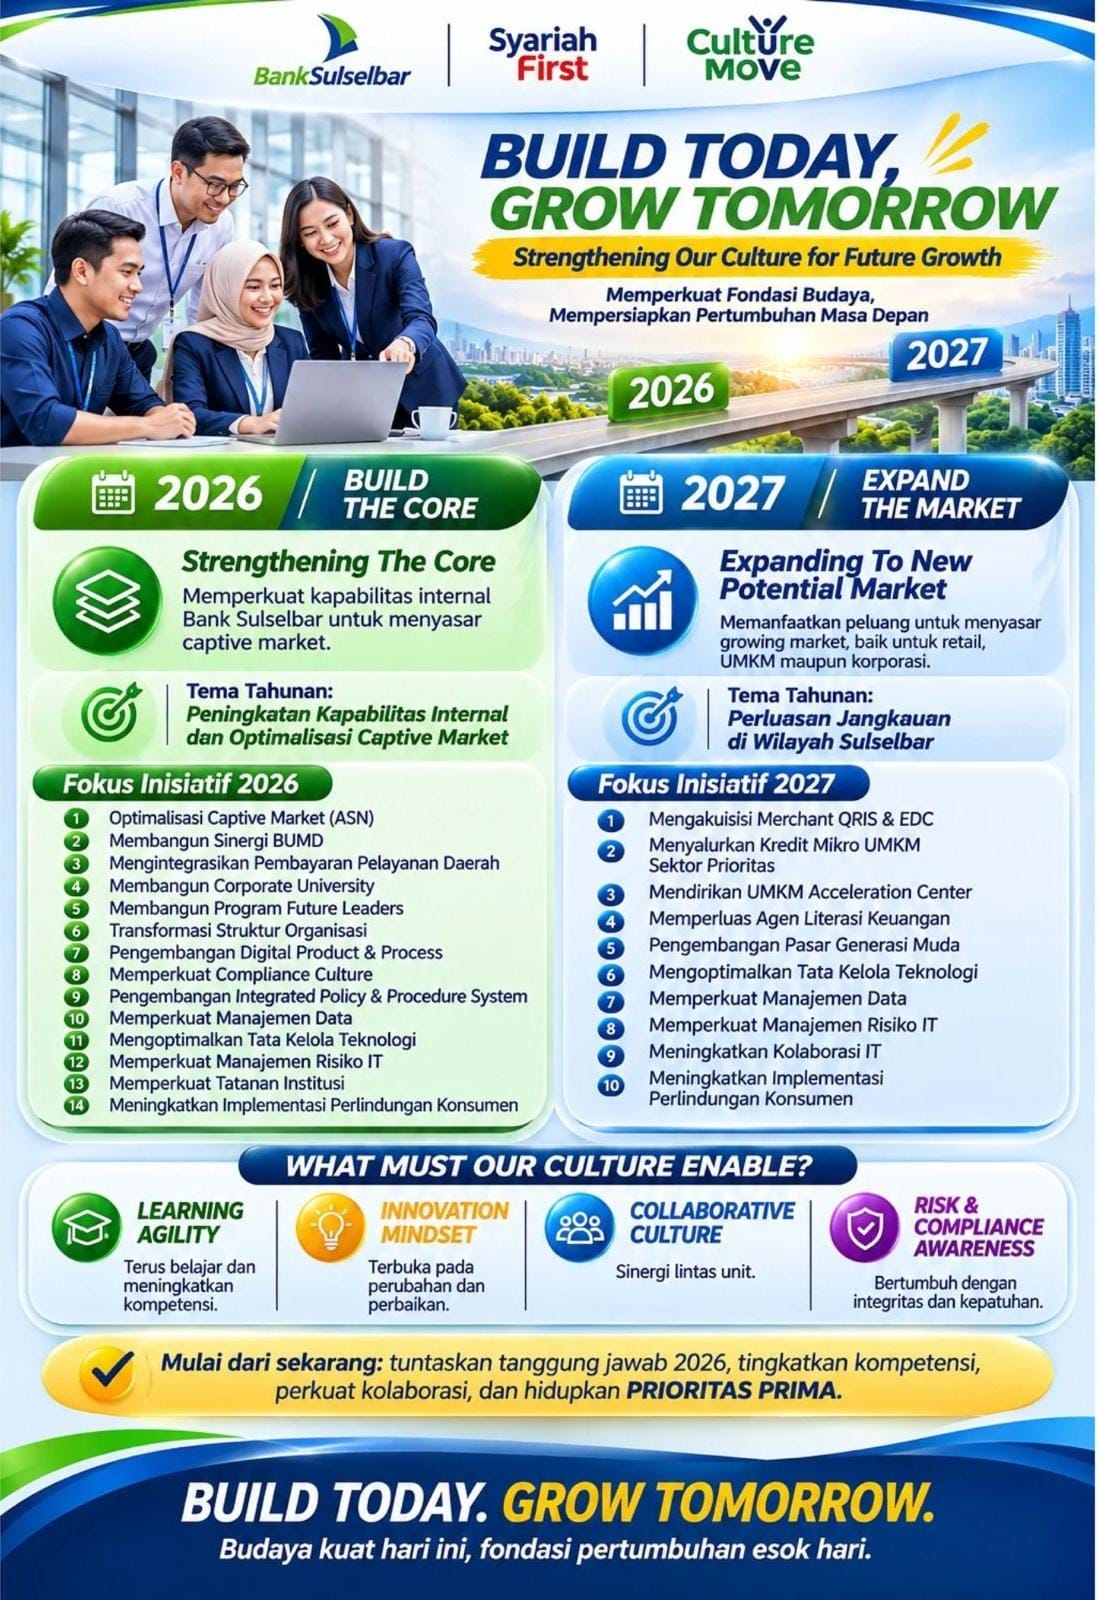 BankSulselbar
Syariah
First
Culture
Move
BUILD TODAY,
GROW TOMORROW
Strengthening Our Culture for Future Growth
Memperkuat Fondasi Budaya,
Mempersiapkan Pertumbuhan Masa Depan
2026
2027
2026 / BUILD
THE CORE
Strengthening The Core
Memperkuat kapabilitas internal
Bank Sulselbar untuk menyasar
captive market.
Tema Tahunan:
Peningkatan Kapabilitas Internal
dan Optimalisasi Captive Market
Fokus Inisiatif 2026
1 Optimalisasi Captive Market (ASN)
2 Membangun Sinergi BUMD
3 Mengintegrasikan Pembayaran Pelayanan Daerah
4 Membangun Corporate University
5 Membangun Program Future Leaders
6 Transformasi Struktur Organisasi
7 Pengembangan Digital Product & Process
8 Memperkuat Compliance Culture
9 Pengembangan Integrated Policy & Procedure System
10 Memperkuat Manajemen Data
11 Mengoptimalkan Tata Kelola Teknologi
12 Memperkuat Manajemen Risiko IT
13 Memperkuat Tatanan Institusi
14 Meningkatkan Implementasi Perlindungan Konsumen
2027 / EXPAND
THE MARKET
Expanding To New
Potential Market
Memanfaatkan peluang untuk menyasar
growing market, baik untuk retail,
UMKM maupun korporasi.
Tema Tahunan:
Perluasan Jangkauan
di Wilayah Sulselbar
Fokus Inisiatif 2027
1 Mengakuisisi Merchant QRIS & EDC
2 Menyalurkan Kredit Mikro UMKM
Sektor Prioritas
3 Mendirikan UMKM Acceleration Center
4 Memperluas Agen Literasi Keuangan
5 Pengembangan Pasar Generasi Muda
6 Mengoptimalkan Tata Kelola Teknologi
7 Memperkuat Manajemen Data
8 Memperkuat Manajemen Risiko IT
9 Meningkatkan Kolaborasi IT
10 Meningkatkan Implementasi
Perlindungan Konsumen
WHAT MUST OUR CULTURE ENABLE?
LEARNING
AGILITY
Terus belajar dan
meningkatkan
kompetensi.
INNOVATION
MINDSET
Terbuka pada
perubahan dan
perbaikan.
COLLABORATIVE
CULTURE
Sinergi lintas unit.
RISK &
COMPLIANCE
AWARENESS
Bertumbuh dengan
integritas dan kepatuhan.
Mulai dari sekarang: tuntaskan tanggung jawab 2026, tingkatkan kompetensi,
perkuat kolaborasi, dan hidupkan PRIORITAS PRIMA.
BUILD TODAY. GROW TOMORROW.
Budaya kuat hari ini, fondasi pertumbuhan esok hari.